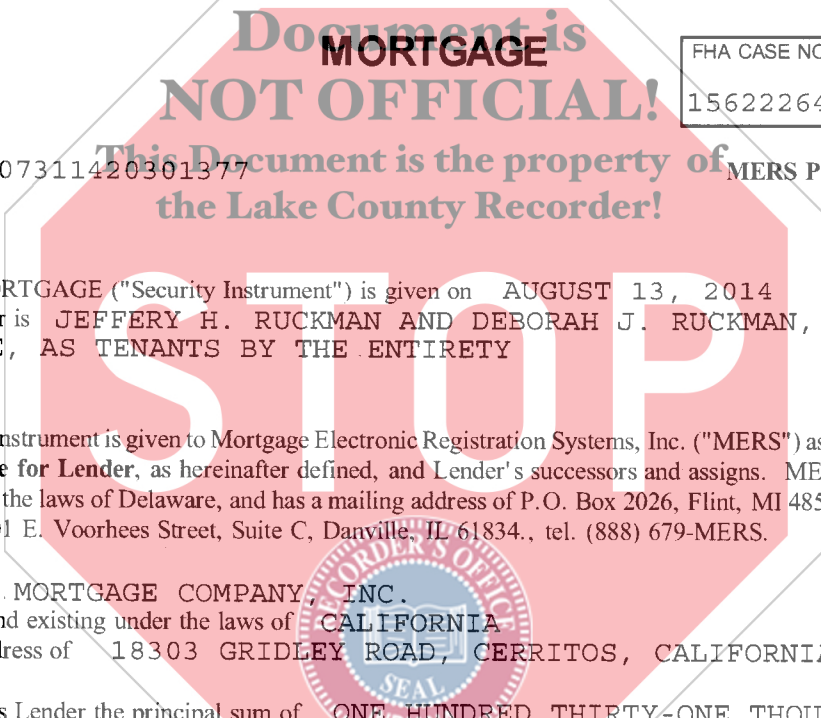 Document is
MORTGAGE
NOT OFFICIAL!
FHA CASE NO
15622264
This Document is the property of
07311420301377
MERS P
the Lake County Recorder!
RTGAGE ("Security Instrument") is given on AUGUST 13, 2014
r is JEFFERY H. RUCKMAN AND DEBORAH J. RUCKMAN,
E, AS TENANTS BY THE ENTIRETY
STOP
nstrument is given to Mortgage Electronic Registration Systems, Inc. ("MERS") as
e for Lender, as hereinafter defined, and Lender's successors and assigns. ME
the laws of Delaware, and has a mailing address of P.O. Box 2026, Flint, MI 485
1 E. Voorhees Street, Suite C, Danville, IL 61834., tel. (888) 679-MERS.
RECORDER'S OFFICE
MORTGAGE COMPANY, INC.
nd existing under the laws of CALIFORNIA
dress of 18303 GRIDLEY ROAD, CERRITOS, CALIFORNIA
SEAL
s Lender the principal sum of ONE HUNDRED THIRTY-ONE THOU